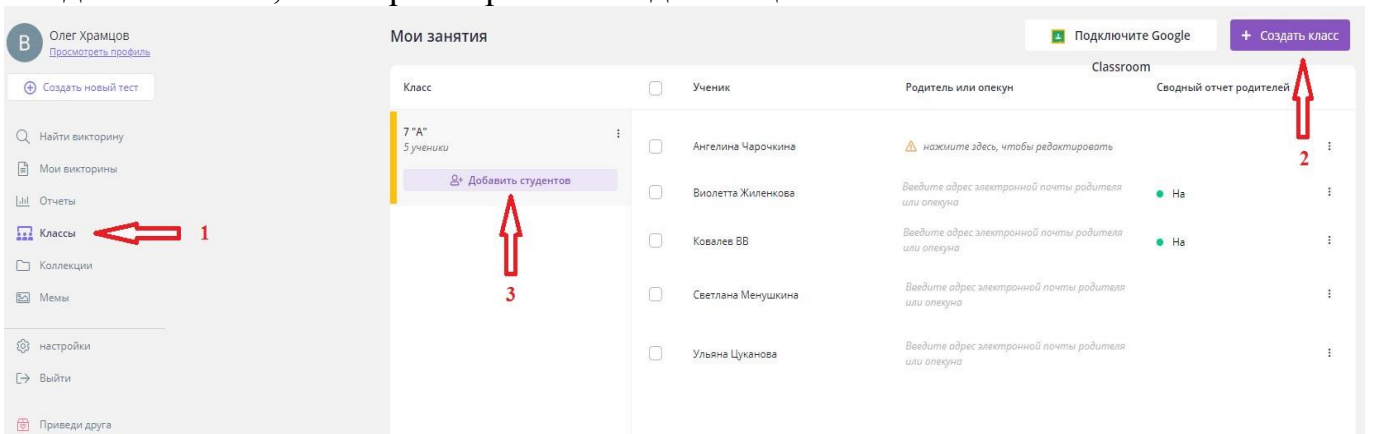 В
Олег Храмцов
Просмотреть профиль
Создать новый тест
Найти викторину
Мои викторины
Отчеты
Классы
1
Коллекции
Мемы
настройки
Выйти
Приведи друга
Мои занятия
Подключите Google
Classroom
+ Создать класс
2
Класс
Ученик
Родитель или опекун
Сводный отчет родителей
7 "А"
5 ученики
Добавить студентов
3
Ангелина Чарочкина
нажмите здесь, чтобы редактировать
Виолетта Жиленкова
Введите адрес электронной почты родителя
или опекуна
На
Ковалев ВВ
Введите адрес электронной почты родителя
или опекуна
На
Светлана Менушкина
Введите адрес электронной почты родителя
или опекуна
Ульяна Цуканова
Введите адрес электронной почты родителя
или опекуна